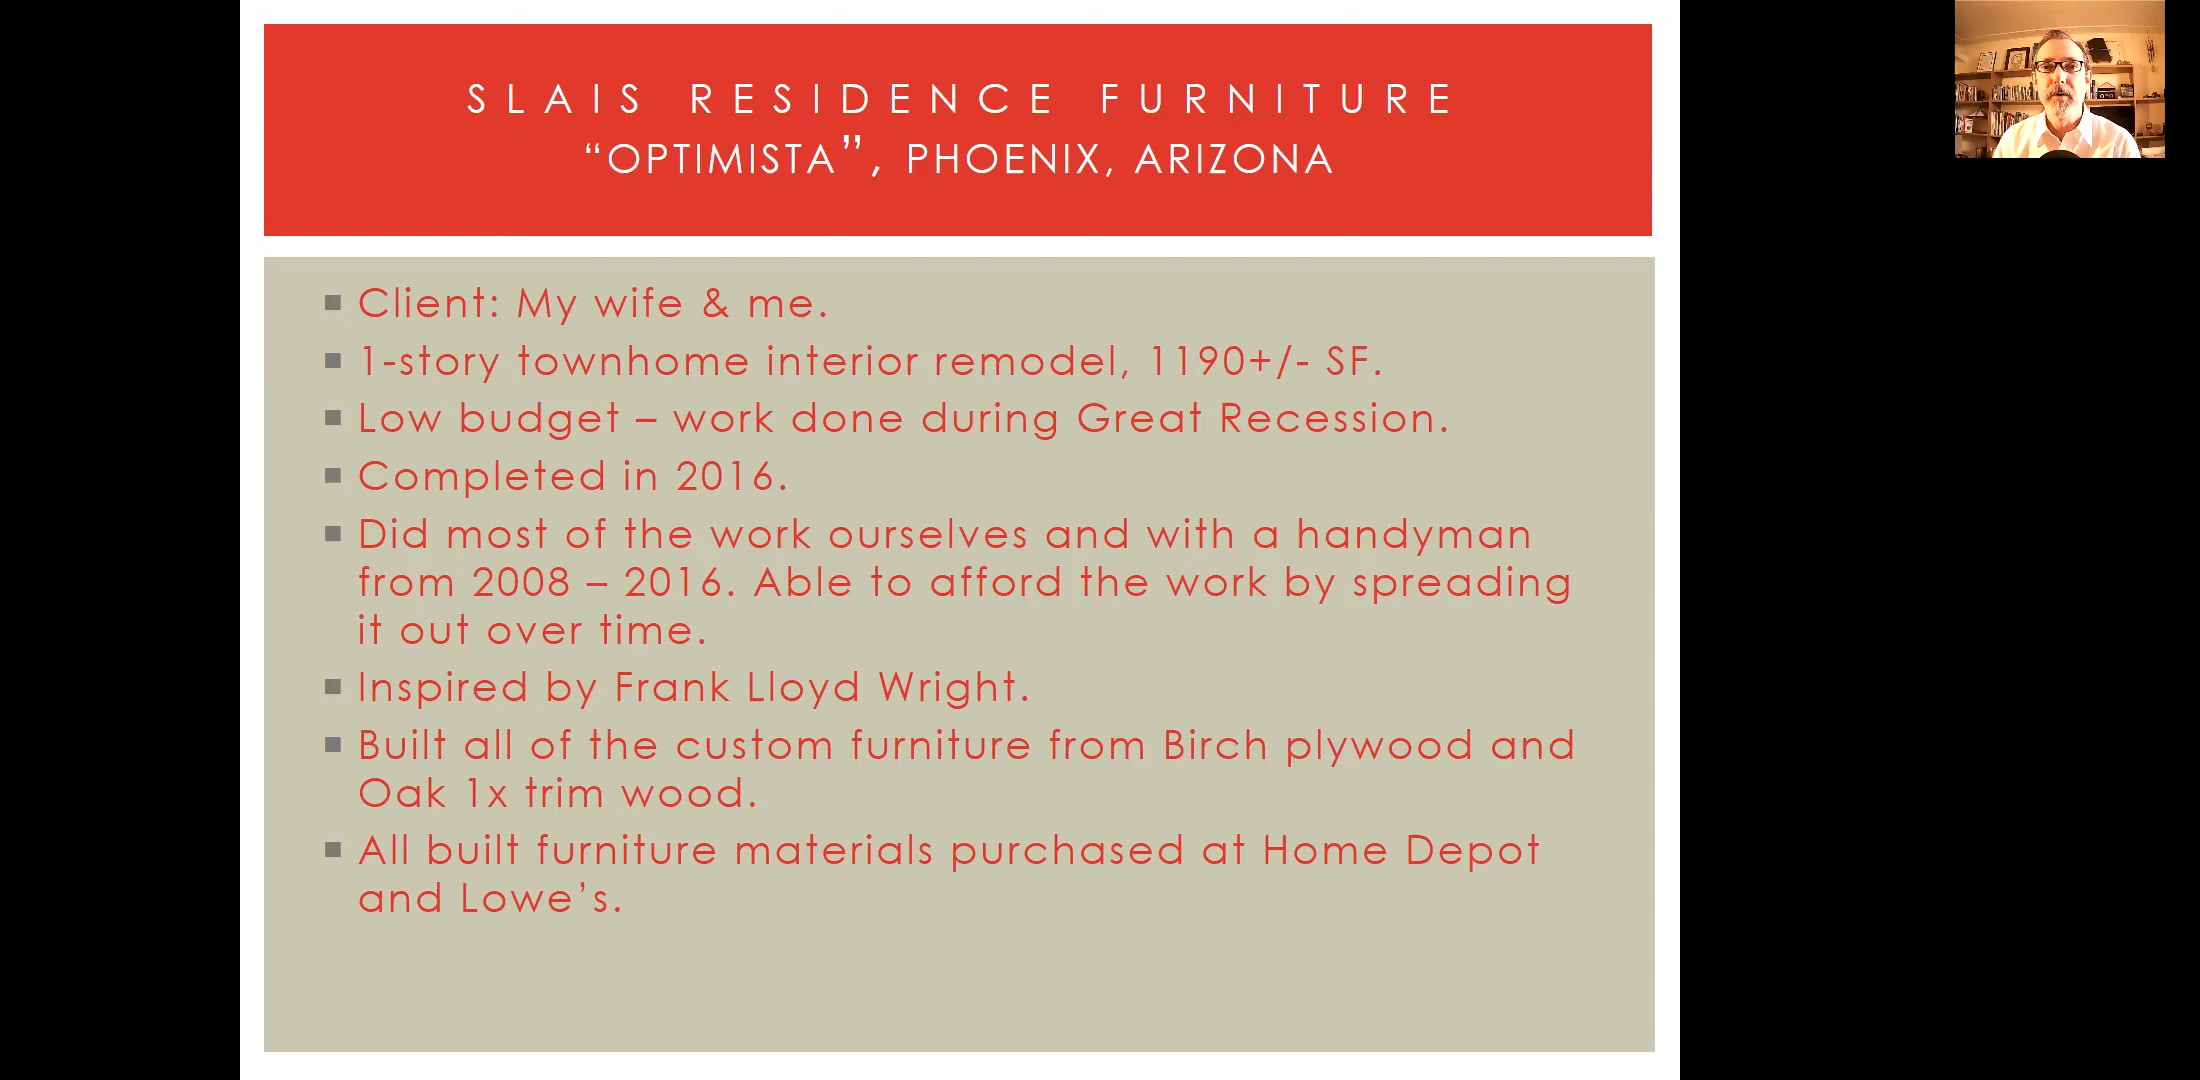 SLAIS RESIDENCE FURNITURE
“OPTIMISTA”, PHOENIX, ARIZONA
Client: My wife & me.
1-story townhome interior remodel, 1190+/- SF.
Low budget – work done during Great Recession.
Completed in 2016.
Did most of the work ourselves and with a handyman
from 2008 – 2016. Able to afford the work by spreading
it out over time.
Inspired by Frank Lloyd Wright.
Built all of the custom furniture from Birch plywood and
Oak 1x trim wood.
All built furniture materials purchased at Home Depot
and Lowe’s.